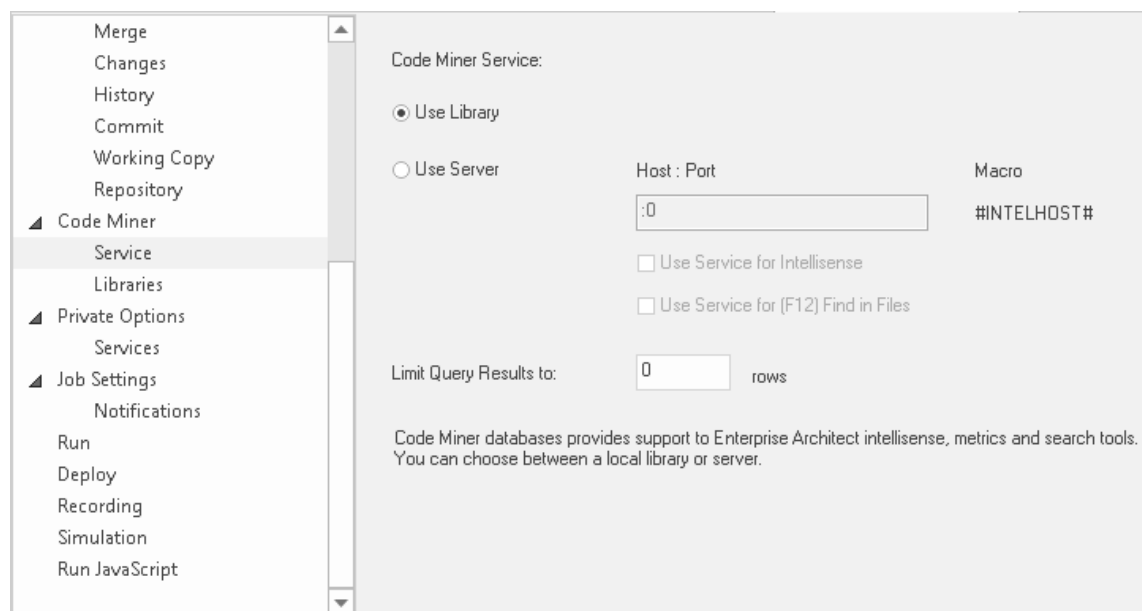 Merge
Changes
History
Commit
Working Copy
Repository
Code Miner
Service
Libraries
Private Options
Services
Job Settings
Notifications
Run
Deploy
Recording
Simulation
Run JavaScript
Code Miner Service:
Use Library
Use Server
Host : Port
Macro
:0
#INTELHOST#
Use Service for Intellisense
Use Service for (F12) Find in Files
Limit Query Results to:
0
rows
Code Miner databases provides support to Enterprise Architect intellisense, metrics and search tools.
You can choose between a local library or server.